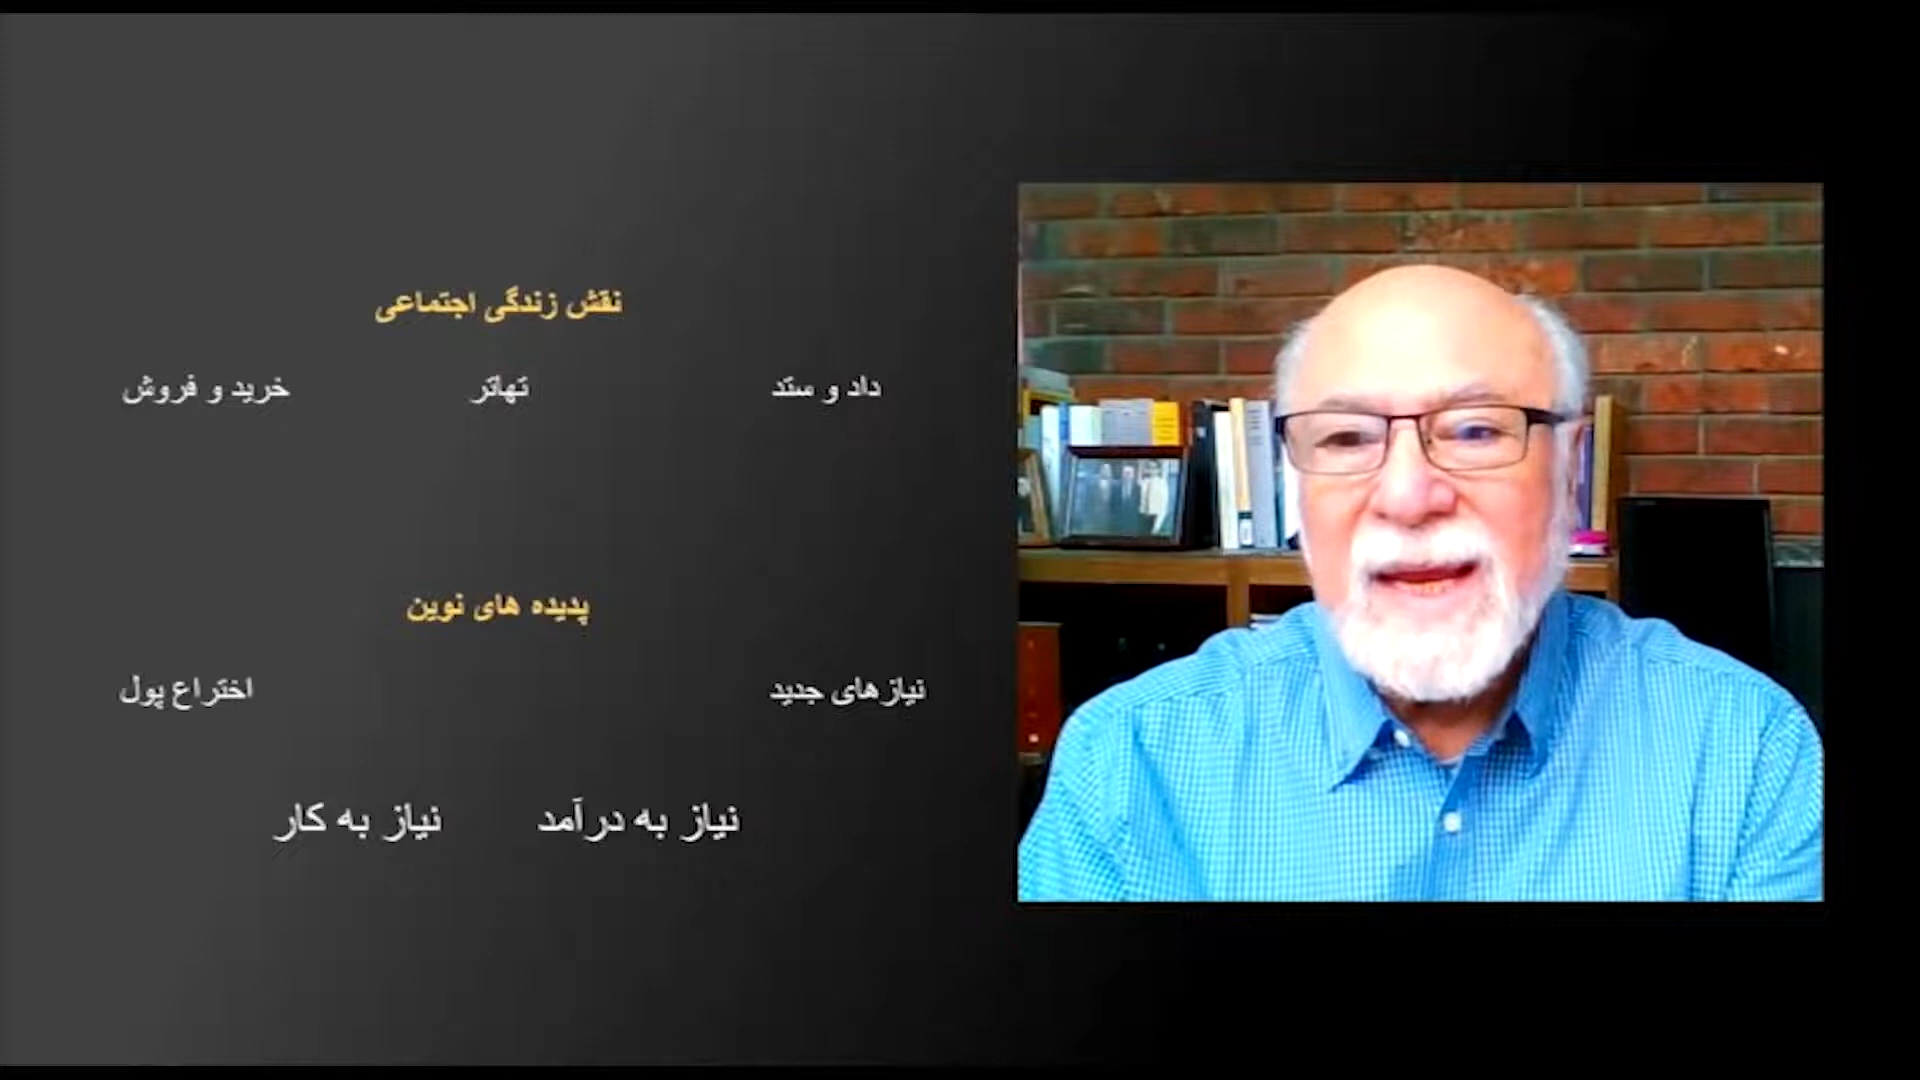 نقش زندگی اجتماعی
داد و ستد تهاتر خرید و فروش
پدیده های نوین
نیازهای جدید اختراع پول
نیاز به درآمد نیاز به کار